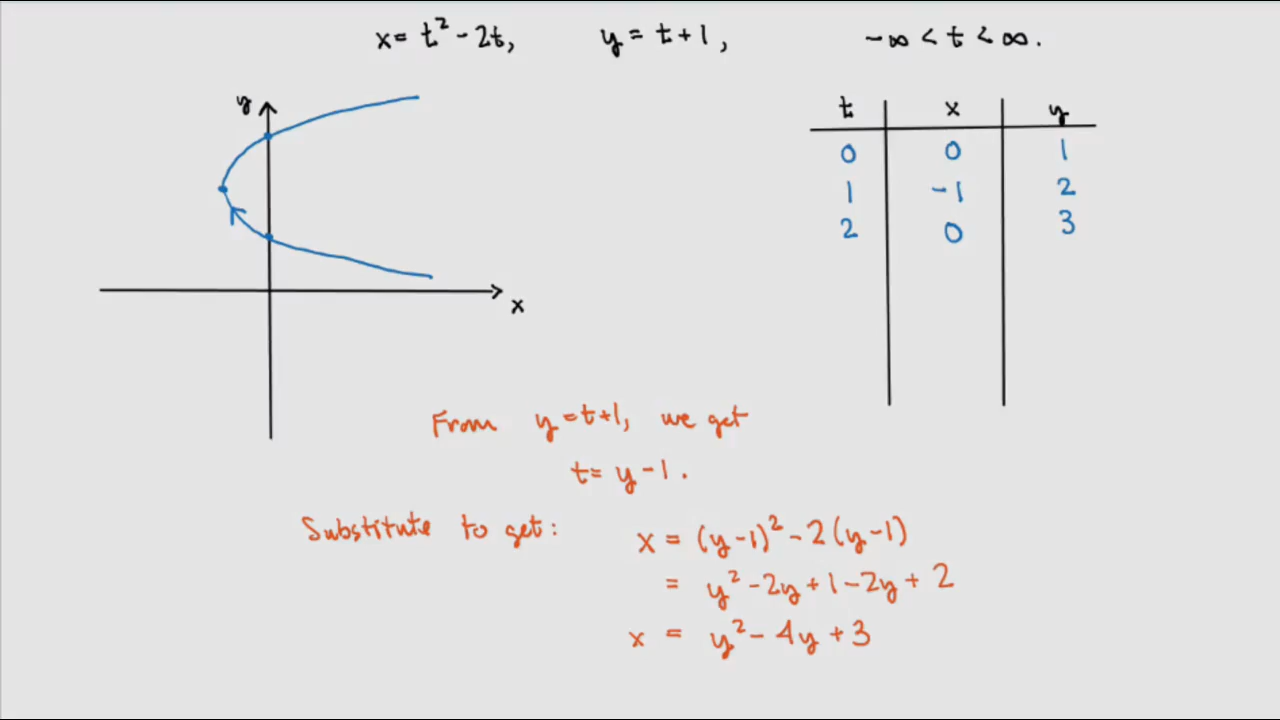 x = t² - 2t, y = t + 1, -∞ < t < ∞.
y
x
t x y
0 0 1
1 -1 2
2 0 3
From y = t+1, we get
t = y - 1.
Substitute to get: x = (y-1)² - 2(y-1)
= y² - 2y + 1 - 2y + 2
x = y² - 4y + 3